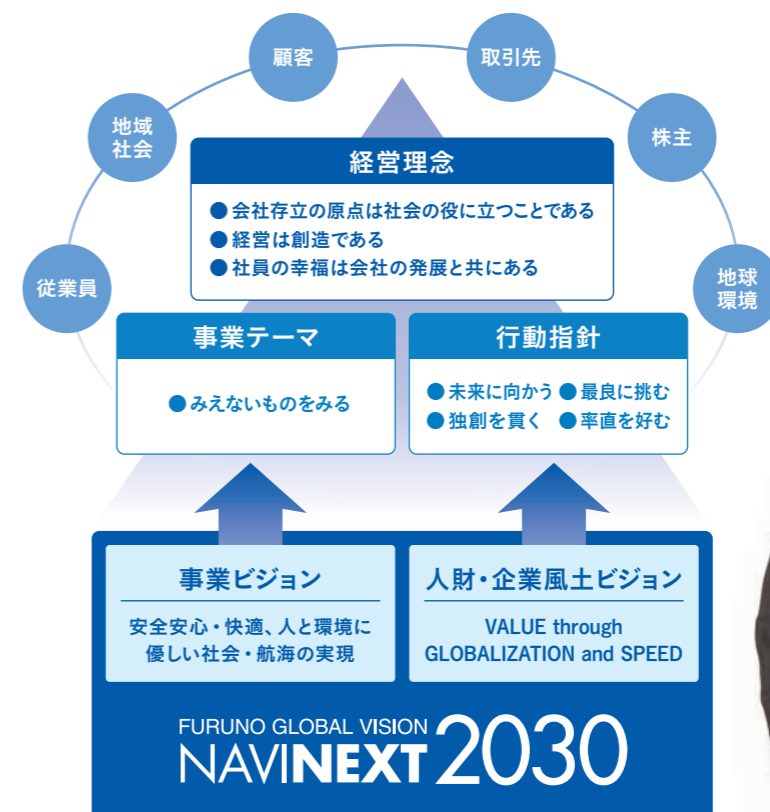 顧客
取引先
地域
社会
株主
従業員
地球
環境
経営理念
●会社存立の原点は社会の役に立つことである
●経営は創造である
●社員の幸福は会社の発展と共にある
事業テーマ
●みえないものをみる
行動指針
●未来に向かう ●最良に挑む
●独創を貫く ●率直を好む
事業ビジョン
安全安心・快適、人と環境に
優しい社会・航海の実現
人財・企業風土ビジョン
VALUE through
GLOBALIZATION and SPEED
FURUNO GLOBAL VISION
NAVINEXT 2030